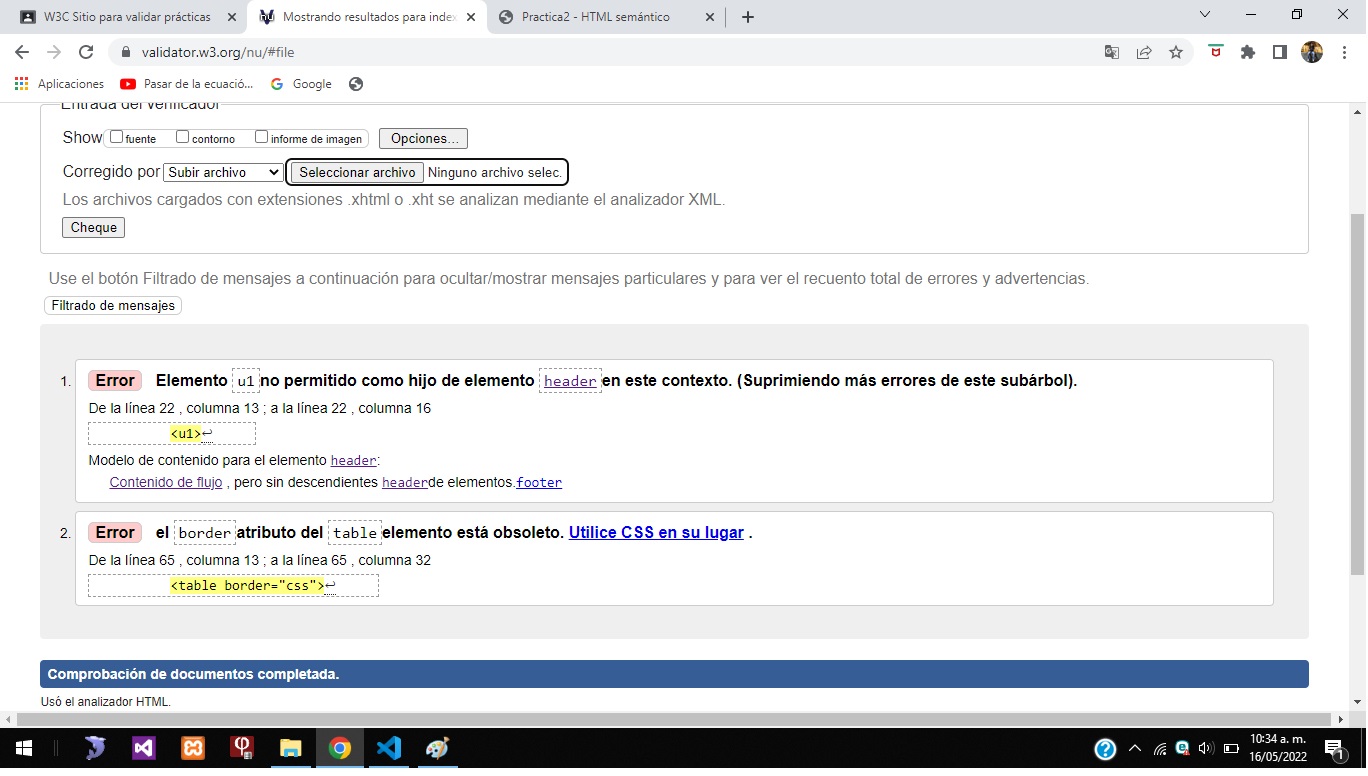 W3C Sitio para validar prácticas
Mostrando resultados para index
Practica2 - HTML semántico
validator.w3.org/nu/#file
Aplicaciones
Pasar de la ecuació...
Google
Entrada del verificador
Show fuente contorno informe de imagen Opciones...
Corregido por Subir archivo Seleccionar archivo Ninguno archivo selec.
Los archivos cargados con extensiones .xhtml o .xht se analizan mediante el analizador XML.
Cheque
Use el botón Filtrado de mensajes a continuación para ocultar/mostrar mensajes particulares y para ver el recuento total de errores y advertencias.
Filtrado de mensajes
1. Error Elemento u1 no permitido como hijo de elemento header en este contexto. (Suprimiendo más errores de este subárbol).
De la línea 22 , columna 13 ; a la línea 22 , columna 16
<u1>↩
Modelo de contenido para el elemento header:
Contenido de flujo , pero sin descendientes headerde elementos.footer
2. Error el border atributo del table elemento está obsoleto. Utilice CSS en su lugar .
De la línea 65 , columna 13 ; a la línea 65 , columna 32
<table border="css">↩
Comprobación de documentos completada.
Usó el analizador HTML.
10:34 a. m.
16/05/2022
1